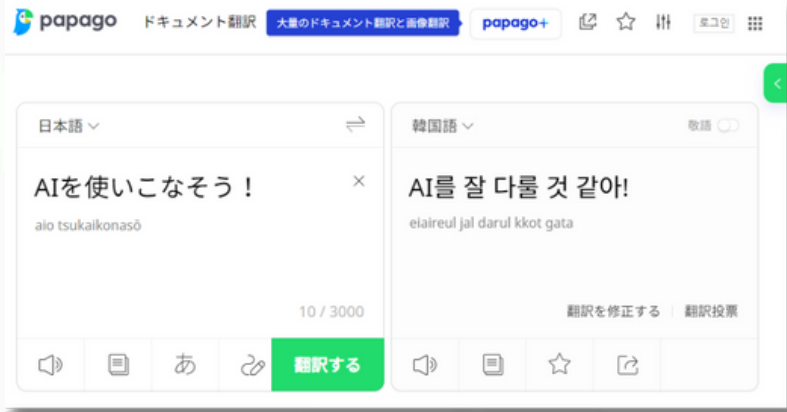 papago ドキュメント翻訳 大量のドキュメント翻訳と画像翻訳 papago+ 로그인
日本語 韓国語 敬語
AIを使いこなそう！ AI를 잘 다룰 것 같아!
aio tsukaikonasō eiaireul jal darul kkot gata
10 / 3000 翻訳を修正する 翻訳投票
あ 翻訳する